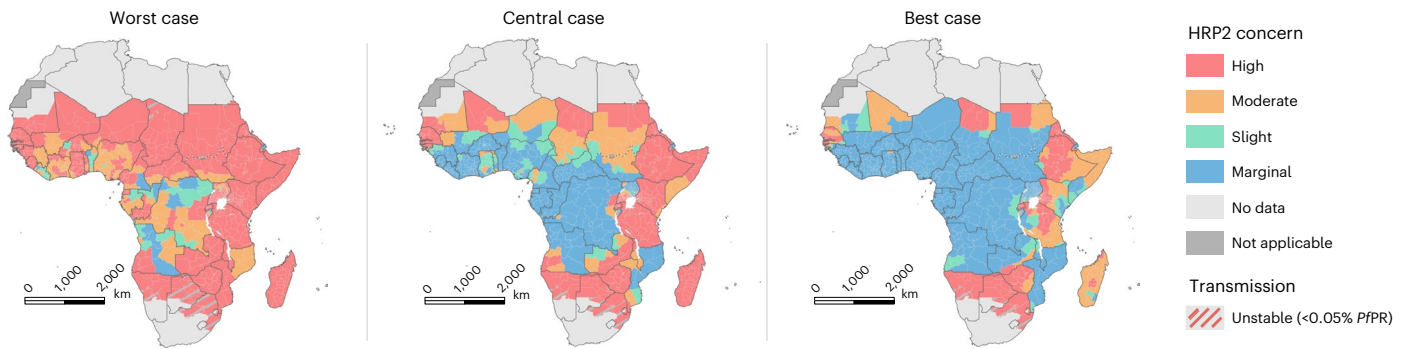 Worst case
Central case
Best case
HRP2 concern
High
Moderate
Slight
Marginal
No data
Not applicable
Transmission
Unstable (<0.05% PfPR)
0
1,000
2,000
km
0
1,000
2,000
km
0
1,000
2,000
km